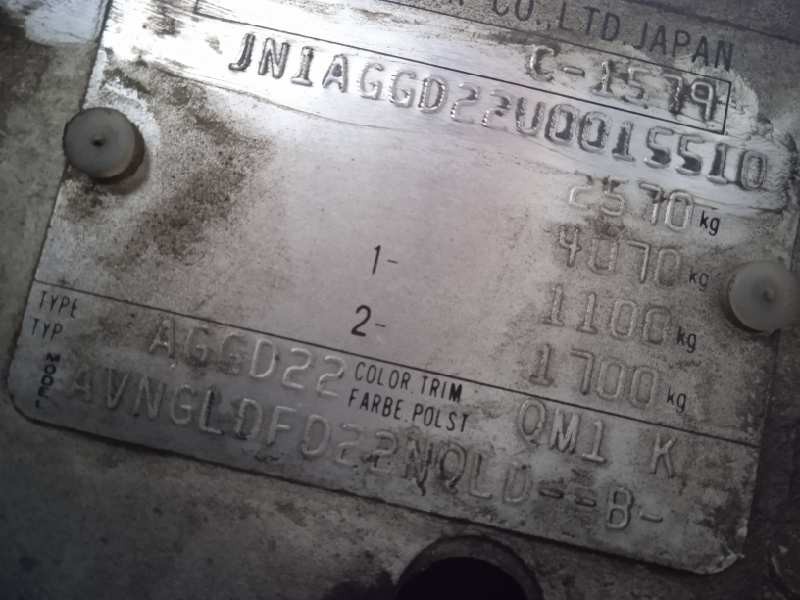 CO.,LTD JAPAN
C-1579
JN1AGGD22U0015510
2570 kg
1- 4070 kg
2- 1100 kg
1700 kg
TYPE
TYP AGGD22 COLOR.TRIM
FARBE.POLST QM1 K
MODEL AVNGLDFD22NQLD--B-